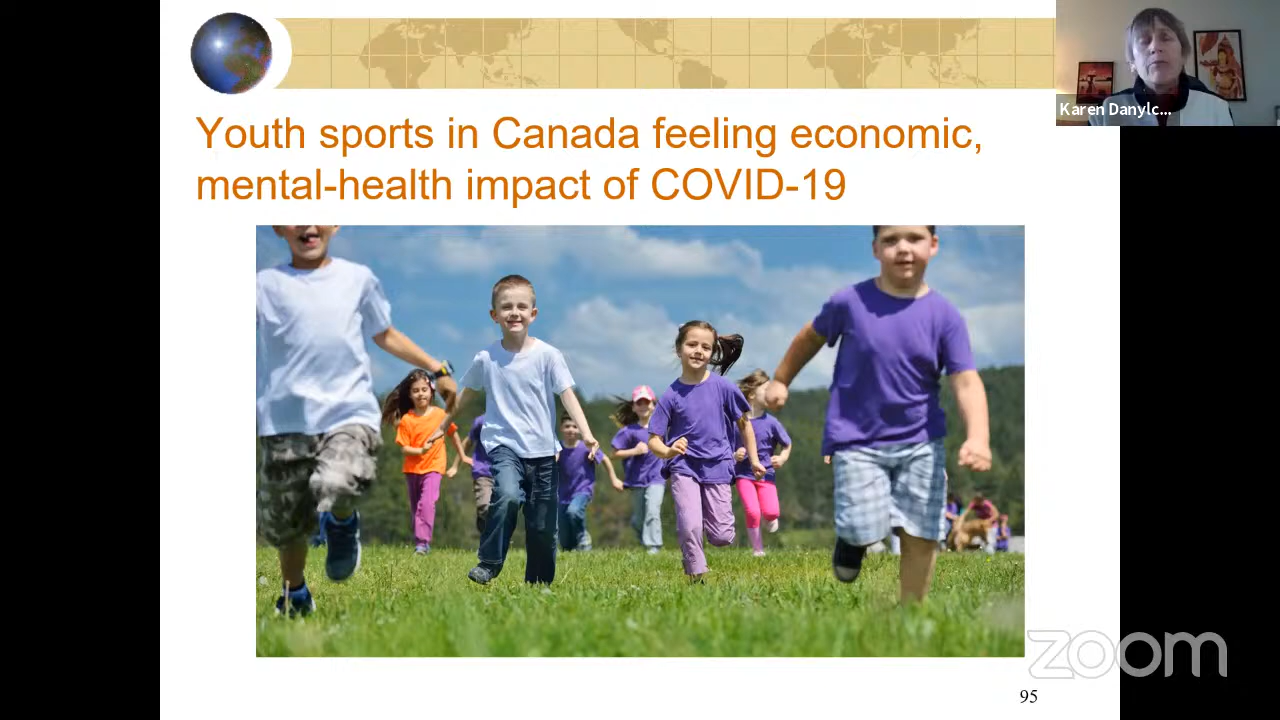 Youth sports in Canada feeling economic,
mental-health impact of COVID-19
Karen Danylc...
zoom
95